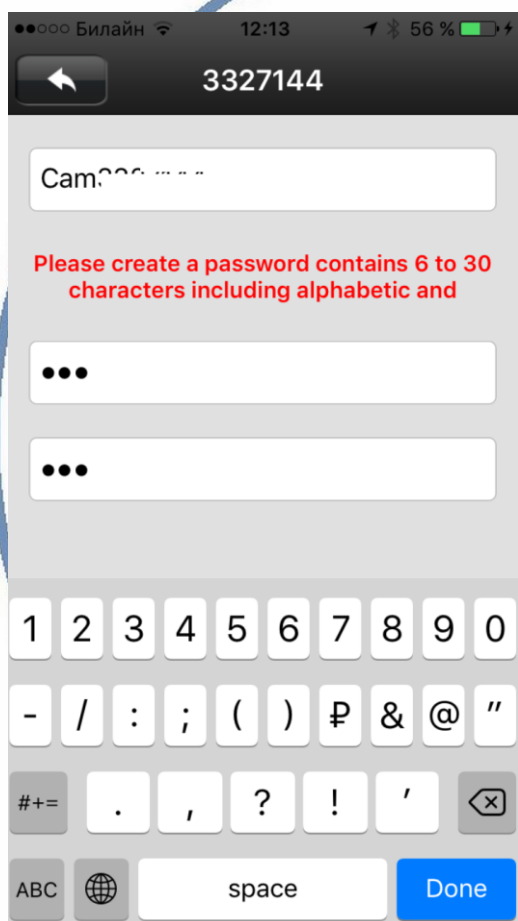 Билайн 12:13 56 %
3327144
Please create a password contains 6 to 30
characters including alphabetic and
1 2 3 4 5 6 7 8 9 0
- / : ; ( ) ₽ & @ "
#+= . , ? ! '
ABC space Done